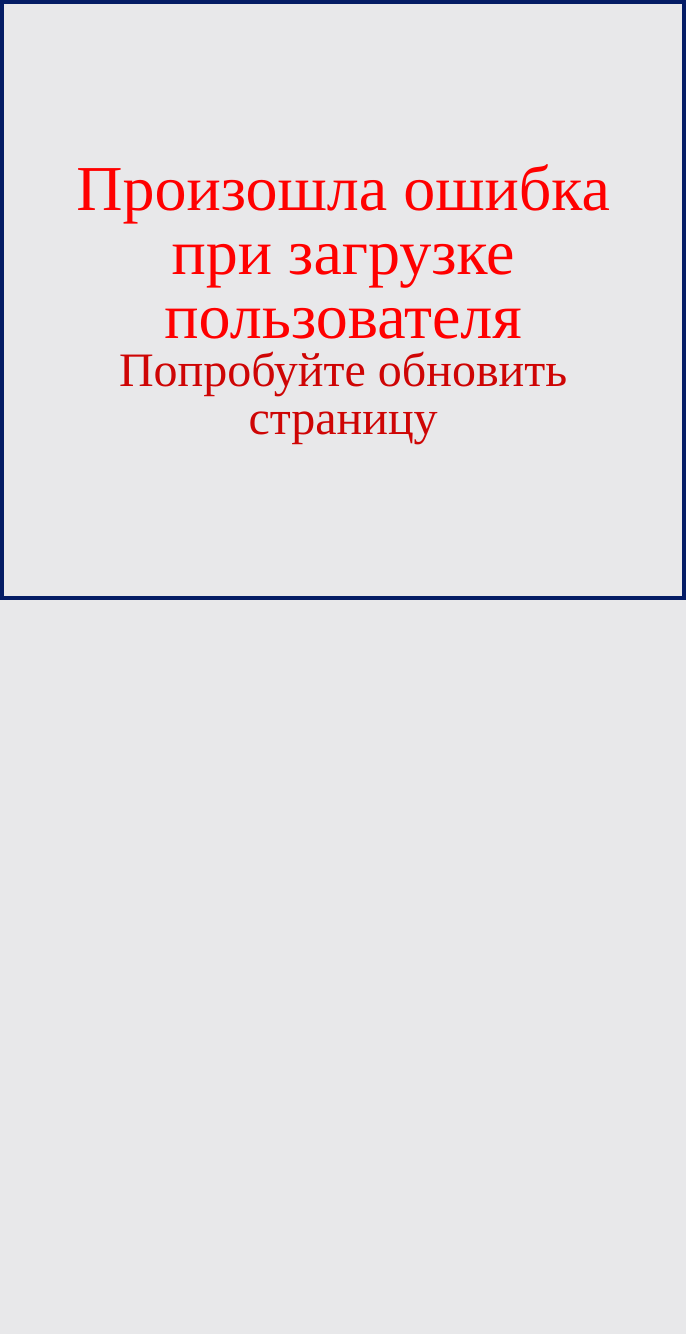 Произошла ошибка
при загрузке
пользователя
Попробуйте обновить
страницу